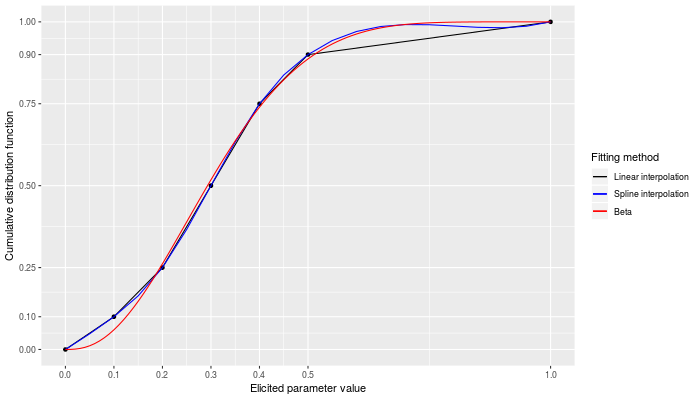 1.00
0.90
0.75
0.50
0.25
0.10
0.00
Cumulative distribution function
0.0 0.1 0.2 0.3 0.4 0.5 1.0
Elicited parameter value
Fitting method
Linear interpolation
Spline interpolation
Beta